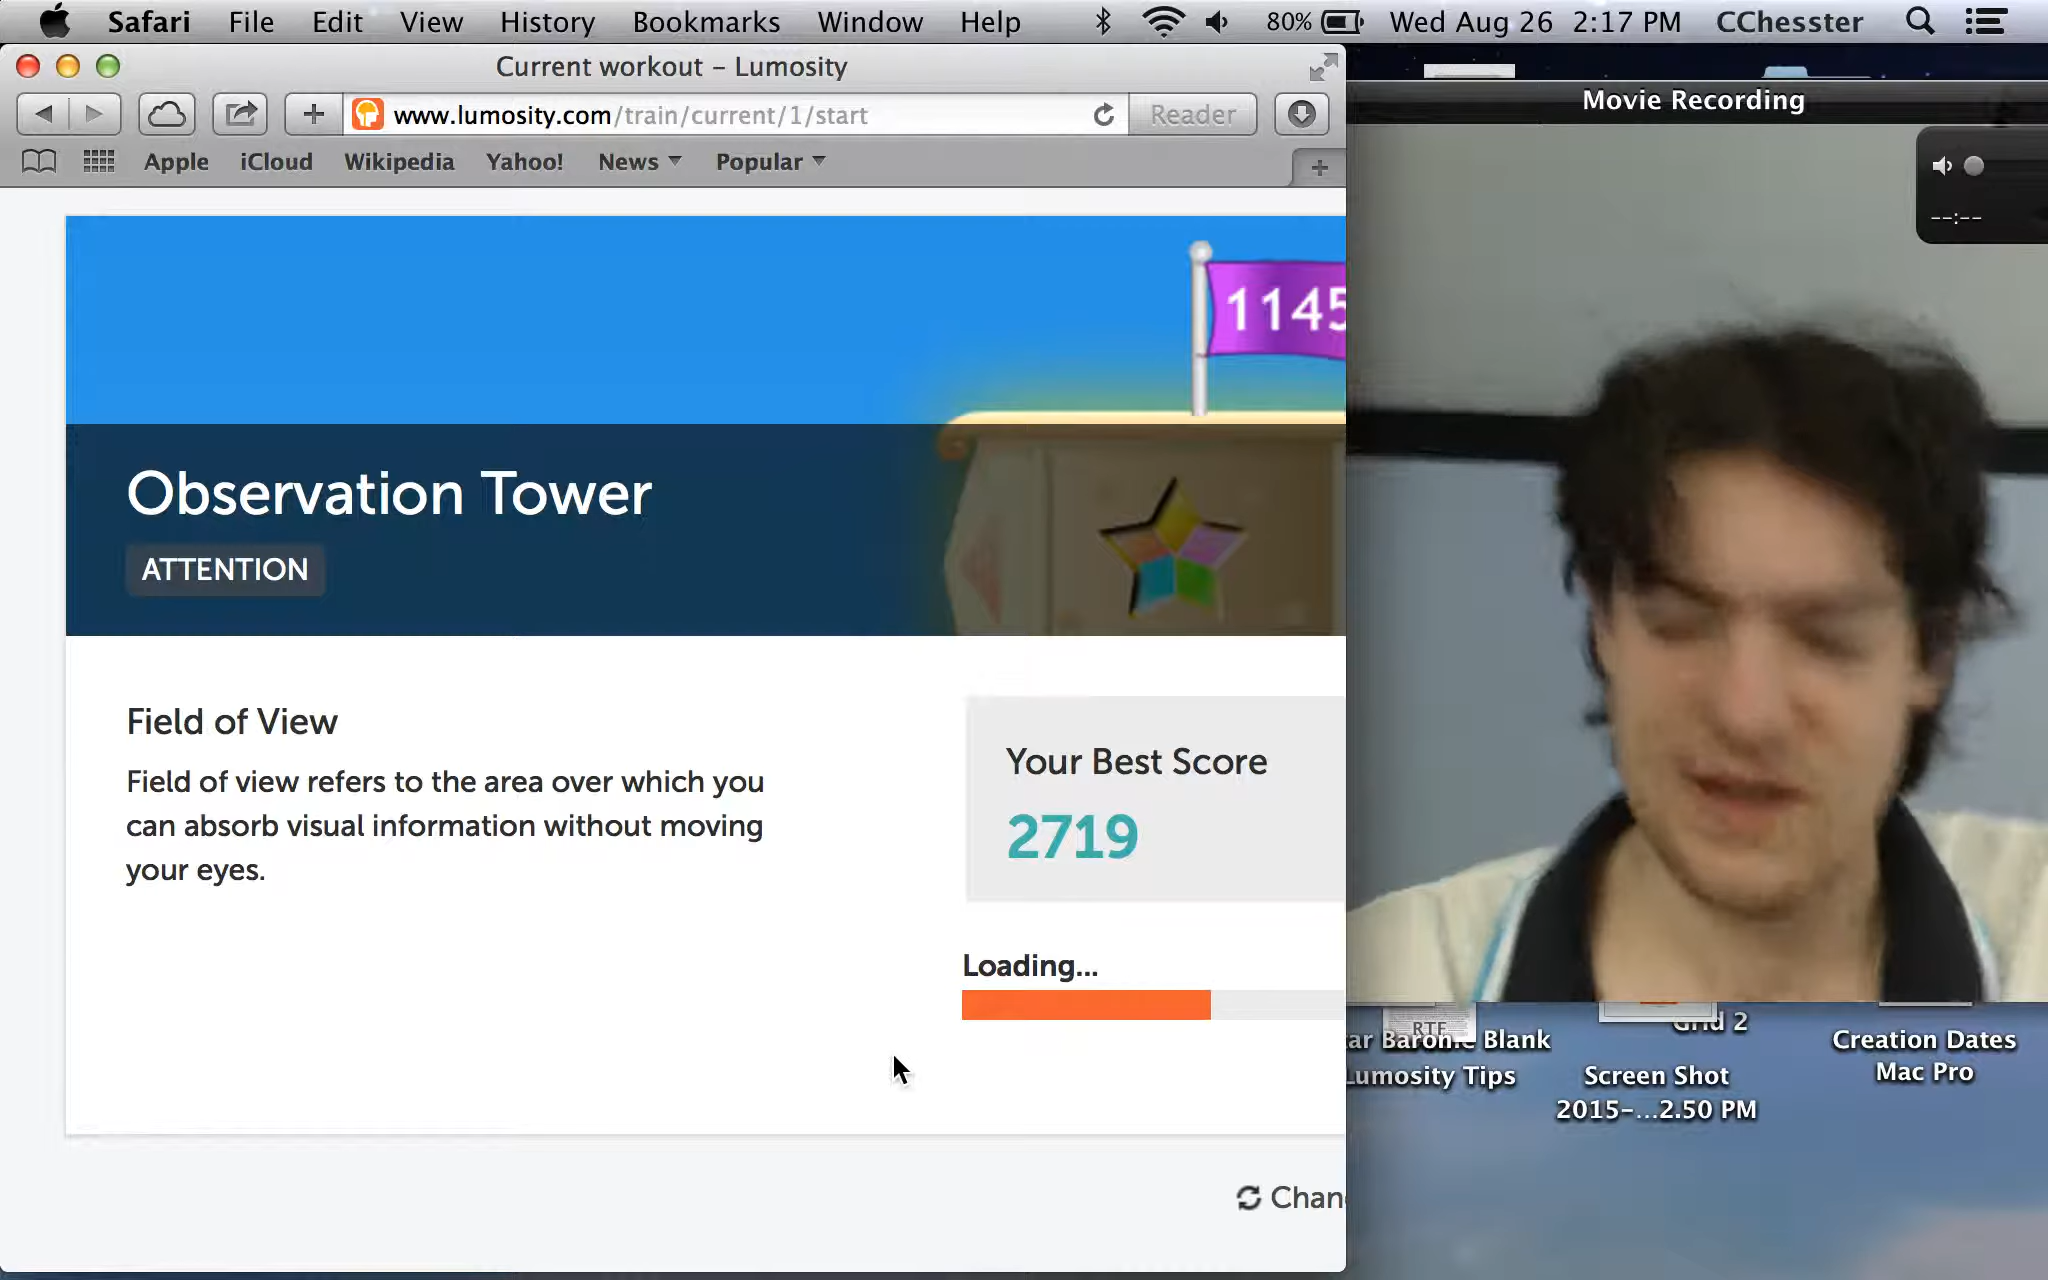 Safari File Edit View History Bookmarks Window Help 80% Wed Aug 26 2:17 PM CChesster
Current workout – Lumosity
www.lumosity.com/train/current/1/start
Reader
Apple iCloud Wikipedia Yahoo! News Popular
Movie Recording
--:--
1145
Observation Tower
ATTENTION
Field of View
Field of view refers to the area over which you
can absorb visual information without moving
your eyes.
Your Best Score
2719
Loading...
Chan
RTF
Blank
Lumosity Tips
2
Screen Shot
2015-...2.50 PM
Creation Dates
Mac Pro